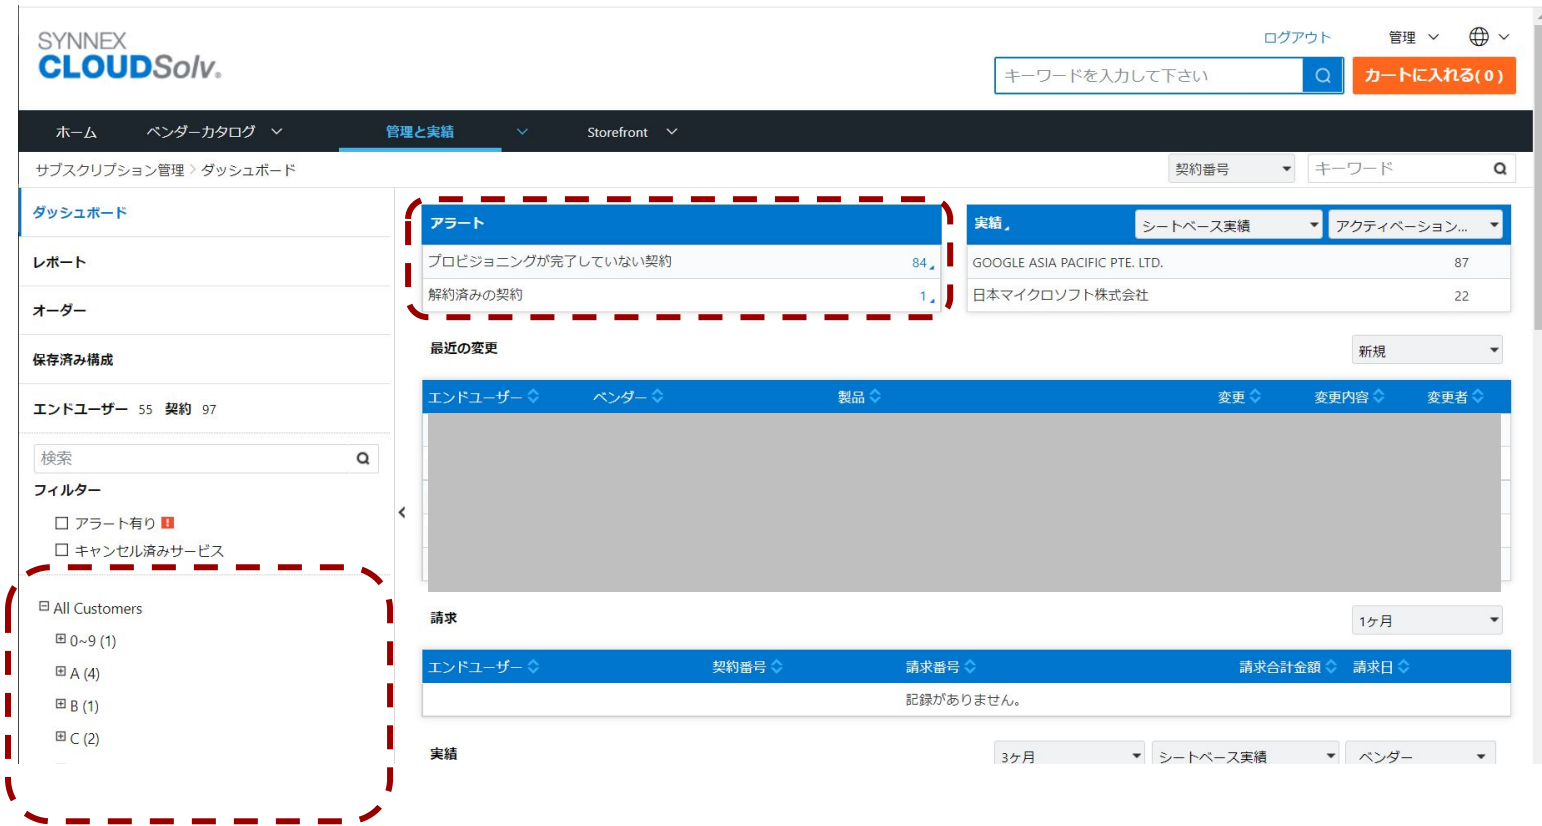 SYNNEX
CLOUDSolv.
ログアウト 管理
キーワードを入力して下さい カートに入れる( 0 )
ホーム ベンダーカタログ 管理と実績 Storefront
サブスクリプション管理 > ダッシュボード 契約番号 キーワード
ダッシュボード
レポート
オーダー
保存済み構成
エンドユーザー 55 契約 97
検索
フィルター
アラート有り
キャンセル済みサービス
All Customers
0~9 (1)
A (4)
B (1)
C (2)
アラート
プロビジョニングが完了していない契約 84
解約済みの契約 1
実績 シートベース実績 アクティベーション...
GOOGLE ASIA PACIFIC PTE. LTD. 87
日本マイクロソフト株式会社 22
最近の変更 新規
エンドユーザー ベンダー 製品 変更 変更内容 変更者
請求 1ヶ月
エンドユーザー 契約番号 請求番号 請求合計金額 請求日
記録がありません。
実績 3ヶ月 シートベース実績 ベンダー